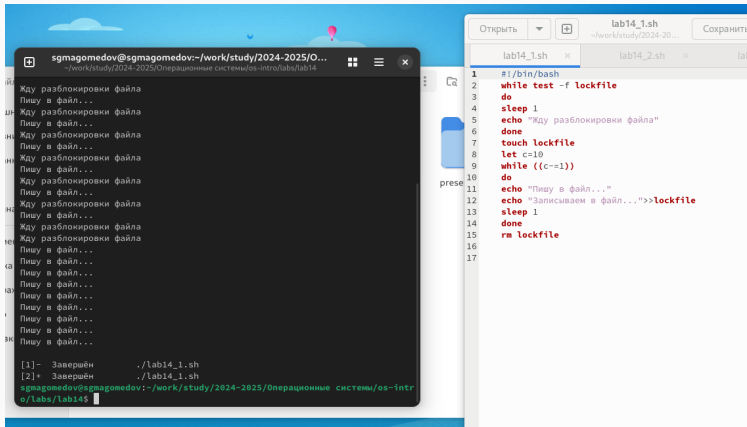 sgmagomedov@sgmagomedov:~/work/study/2024-2025/О...
~/work/study/2024-2025/Операционные системы/os-intro/labs/lab14
Жду разблокировки файла
Пишу в файл...
Жду разблокировки файла
Пишу в файл...
Жду разблокировки файла
Пишу в файл...
Жду разблокировки файла
Пишу в файл...
Жду разблокировки файла
Пишу в файл...
Жду разблокировки файла
Пишу в файл...
Жду разблокировки файла
Жду разблокировки файла
Пишу в файл...
Пишу в файл...
Пишу в файл...
Пишу в файл...
Пишу в файл...
Пишу в файл...
Пишу в файл...
Пишу в файл...
Пишу в файл...
[1]- Завершён ./lab14_1.sh
[2]+ Завершён ./lab14_1.sh
sgmagomedov@sgmagomedov:~/work/study/2024-2025/Операционные системы/os-intr
o/labs/lab14$
prese
Открыть
lab14_1.sh
~/work/study/2024-20...
Сохранить
lab14_1.sh ×
lab14_2.sh ×
1 #!/bin/bash
2 while test -f lockfile
3 do
4 sleep 1
5 echo "Жду разблокировки файла"
6 done
7 touch lockfile
8 let c=10
9 while ((c-=1))
10 do
11 echo "Пишу в файл..."
12 echo "Записываем в файл...">>lockfile
13 sleep 1
14 done
15 rm lockfile
16
17